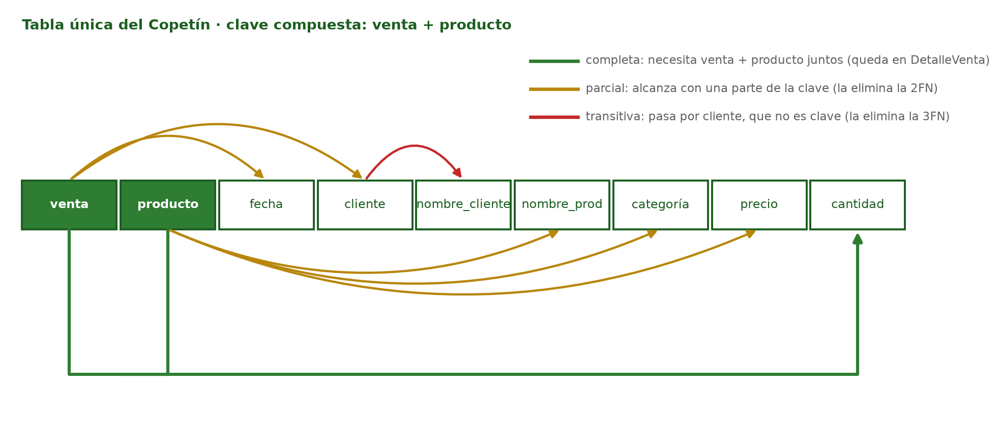 Tabla única del Copetín · clave compuesta: venta + producto
completa: necesita venta + producto juntos (queda en DetalleVenta)
parcial: alcanza con una parte de la clave (la elimina la 2FN)
transitiva: pasa por cliente, que no es clave (la elimina la 3FN)
venta producto fecha cliente nombre_cliente nombre_prod categoría precio cantidad